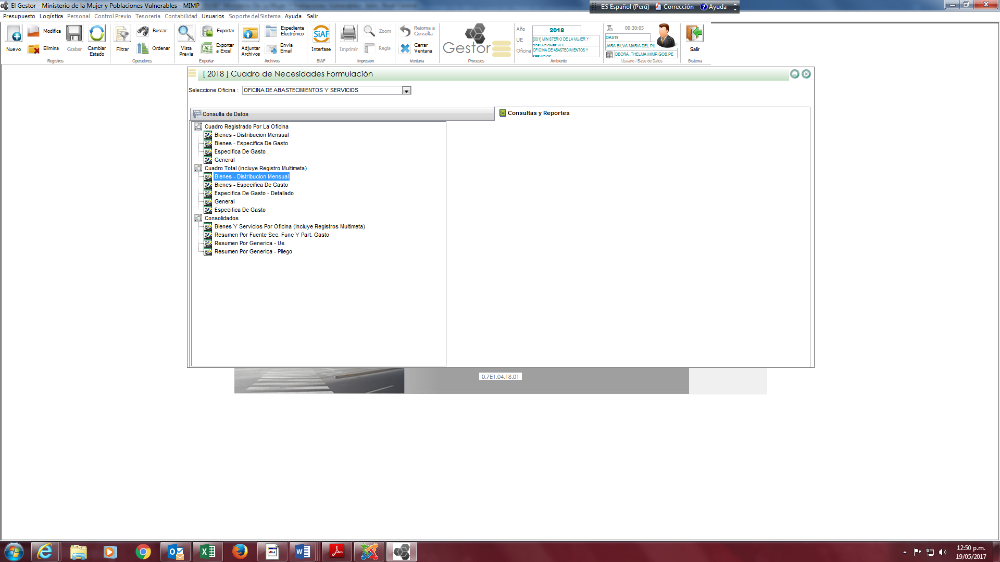 El Gestor - Ministerio de la Mujer y Poblaciones Vulnerables - MIMP
ES Español (Perú) Corrección Ayuda
Presupuesto Logística Personal Control Previo Tesoreria Contabilidad Usuarios Soporte del Sistema Ayuda Salir
Nuevo
Modifica
Elimina
Grabar
Cambiar
Estado
Registros
Filtrar
Buscar
Ordenar
Operadores
Vista
Previa
Exportar
Exportar
a Excel
Exportar
Adjuntar
Archivos
Expediente
Electrónico
Envia
Email
Archivos
SiAF
Interfase
SIAF
Imprimir
Zoom
Regla
Impresión
Retorna a
Consulta
Cerrar
Ventana
Ventana
Gestor
Procesos
Año 2018
UE [001] MINISTERIO DE LA MUJER Y
Oficina OFICINA DE ABASTECIMIENTOS Y
Ambiente
00:30:05
OAS19
JARA SILVA MARIA DEL PIL
DBORA_THELMA.MIMP.GOB.PE
Usuario / Base de Datos
Salir
Sistema
[ 2018 ] Cuadro de Necesidades Formulación
Seleccione Oficina : OFICINA DE ABASTECIMIENTOS Y SERVICIOS
Consulta de Datos
Consultas y Reportes
Cuadro Registrado Por La Oficina
Bienes - Distribucion Mensual
Bienes - Especifica De Gasto
Especifica De Gasto
General
Cuadro Total (incluye Registro Multimeta)
Bienes - Distribucion Mensual
Bienes - Especifica De Gasto
Especifica De Gasto - Detallado
General
Especifica De Gasto
Consolidados
Bienes Y Servicios Por Oficina (incluye Registros Multimeta)
Resumen Por Fuente Sec. Func Y Part. Gasto
Resumen Por Generica - Ue
Resumen Por Generica - Pliego
0.7E1.04.18.01
12:50 p.m.
19/05/2017